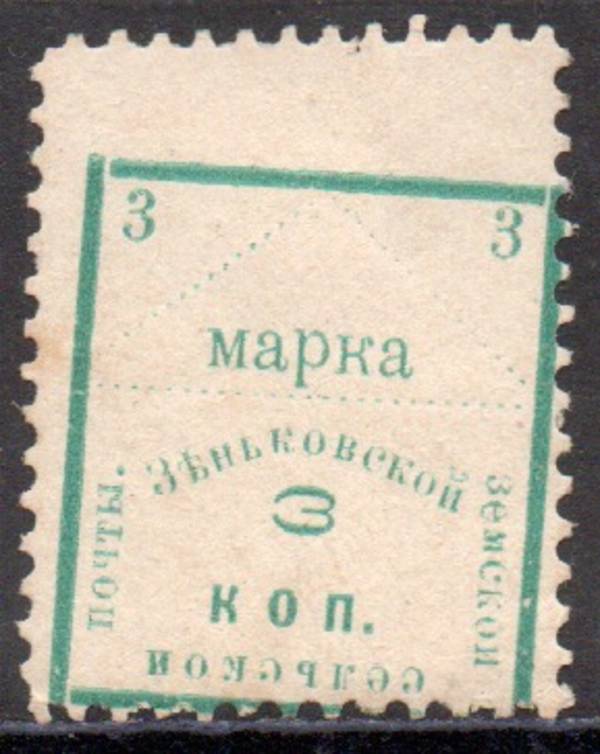 3 3
марка
Зѣньковской
земской
сельской
почты.
3
КОП.